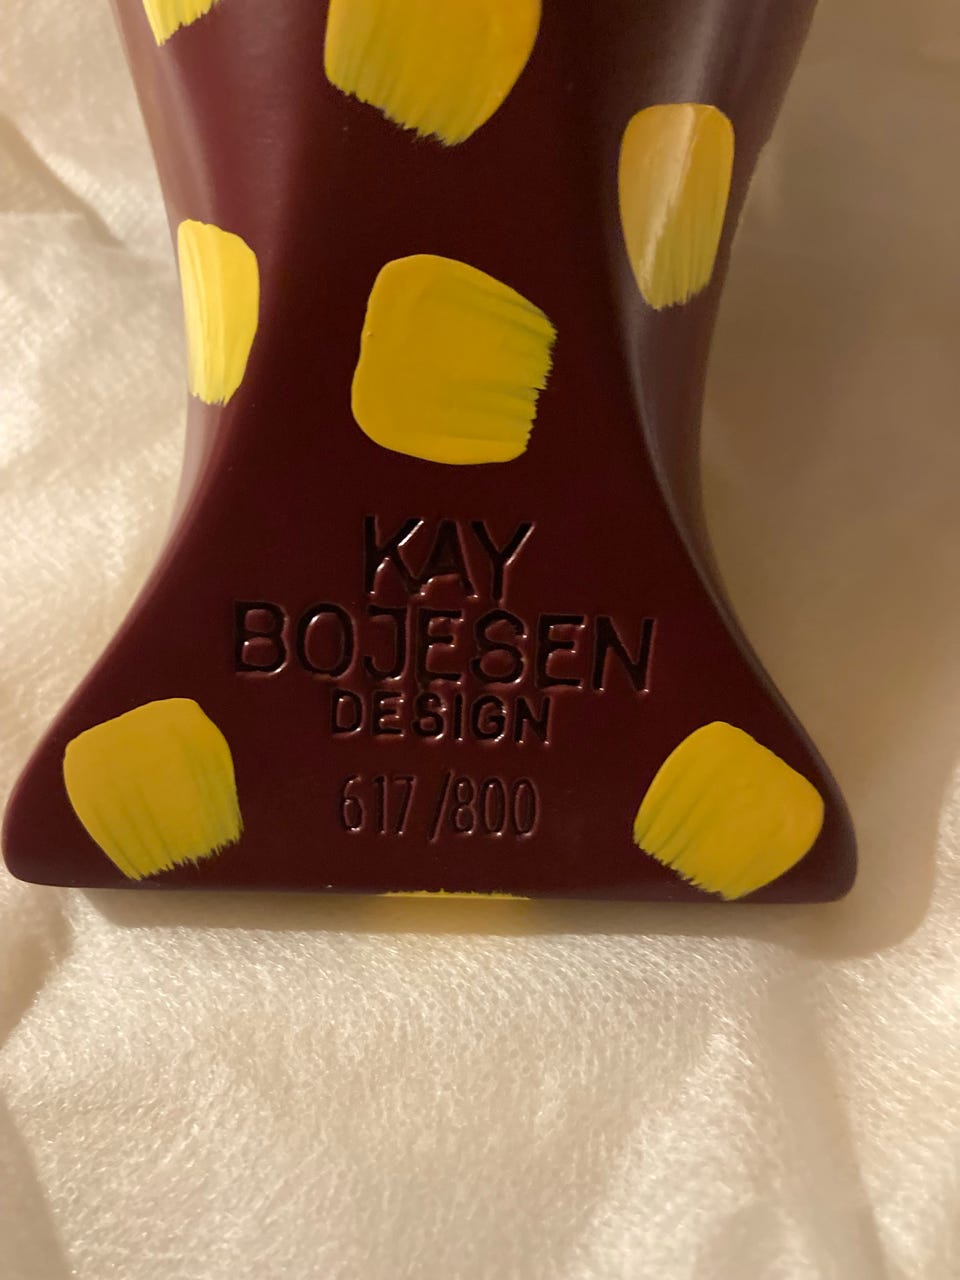 KAY
BOJESEN
DESIGN
617/800